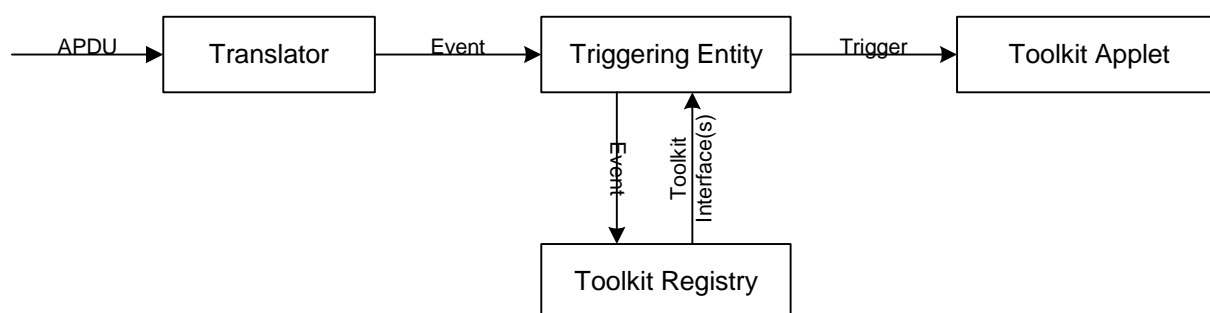 APDU
Translator
Event
Triggering Entity
Trigger
Toolkit Applet
Event
Toolkit
Interface(s)
Toolkit Registry